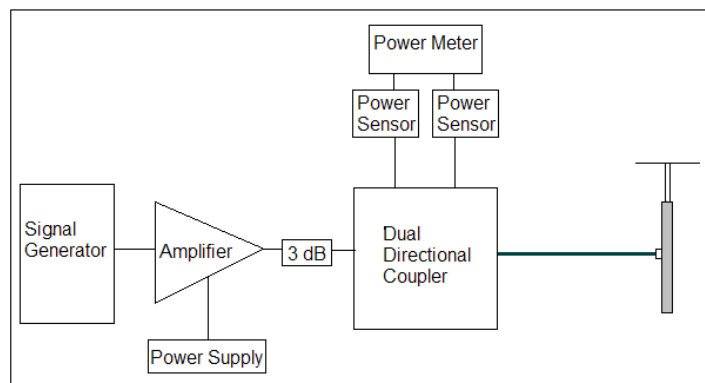 Power Meter
Power
Sensor
Power
Sensor
Signal
Generator
Amplifier
3 dB
Dual
Directional
Coupler
Power Supply